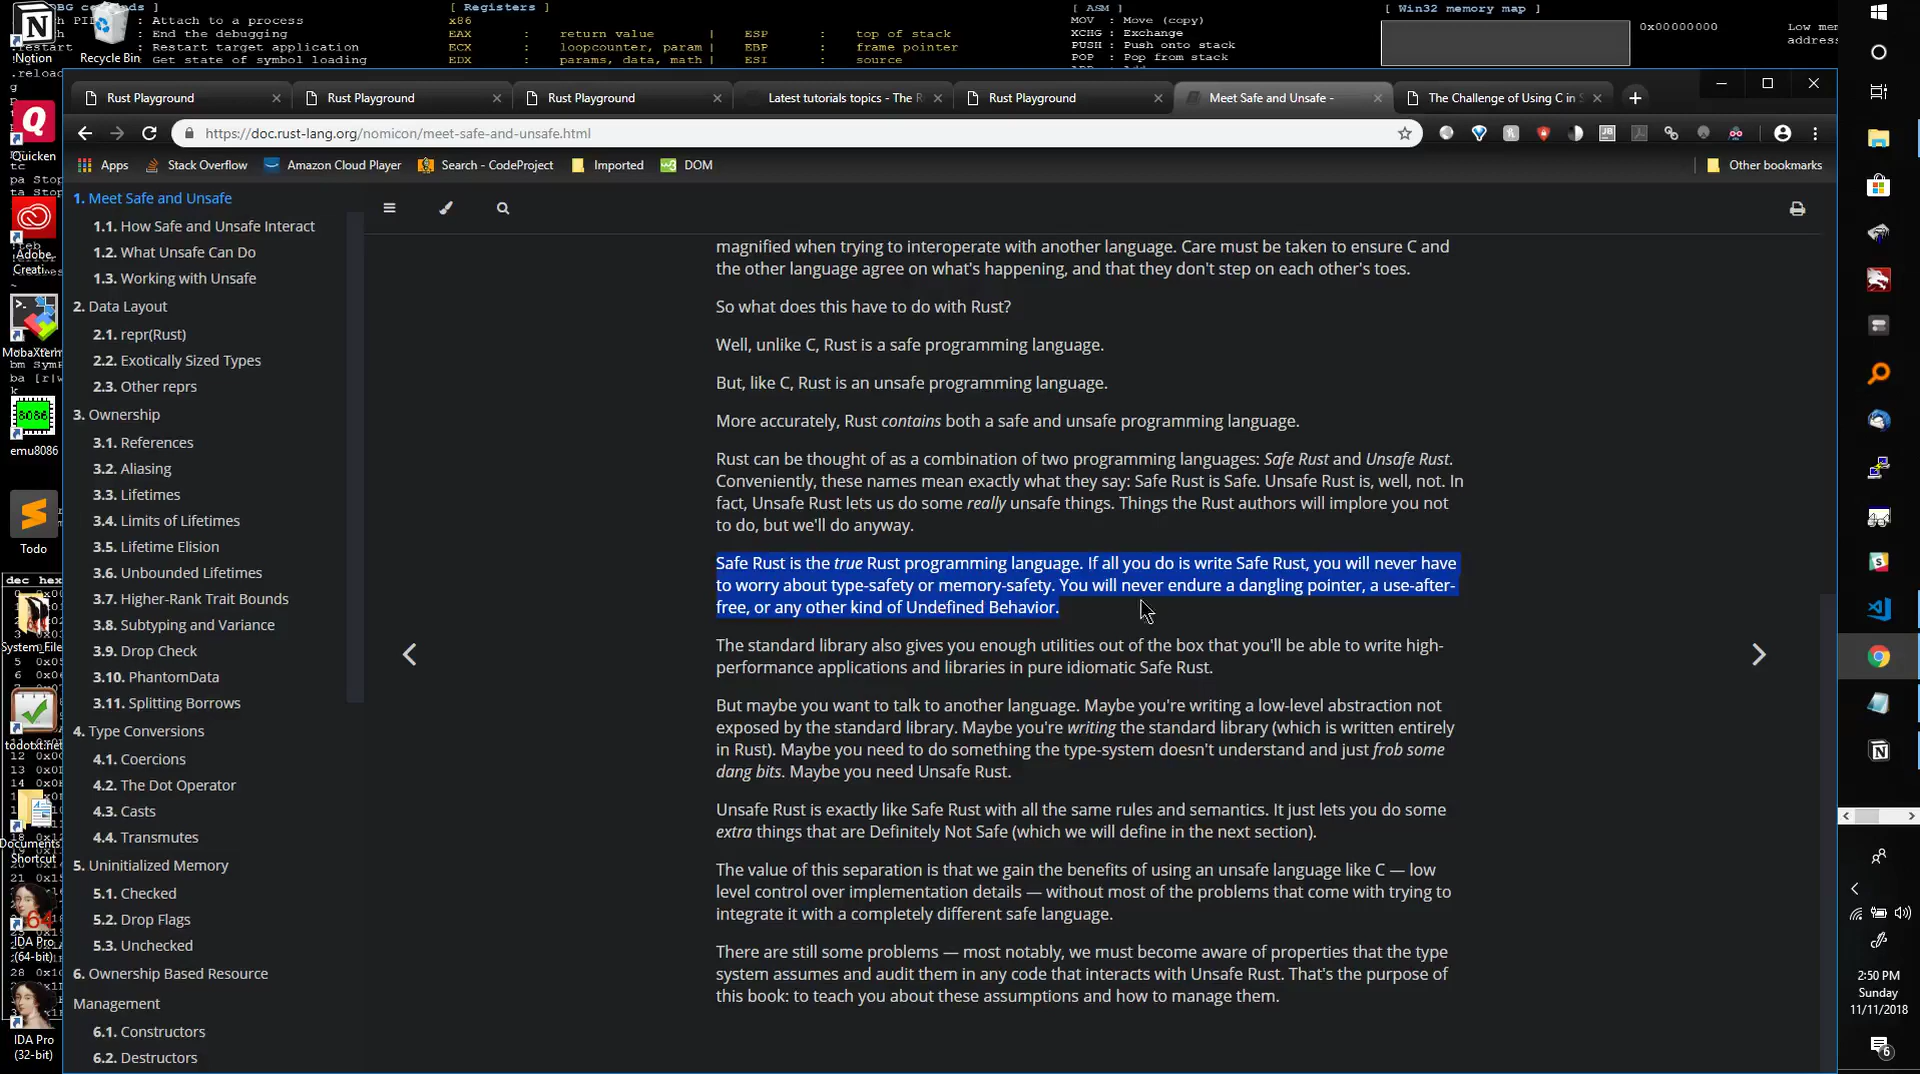 DBG commands ]
[ Registers ]
[ ASM ]
[ Win32 memory map ]
: Attach to a process
x86
MOV : Move (copy)
0x00000000
Low mem
: End the debugging
EAX : return value | ESP : top of stack
XCHG : Exchange
address
.restart : Restart target application
ECX : loopcounter, param | EBP : frame pointer
PUSH : Push onto stack
: Get state of symbol loading
EDX : params, data, math | ESI : source
POP : Pop from stack
Notion
Recycle Bin
.reload
Rust Playground
Rust Playground
Rust Playground
Latest tutorials topics - The R
Rust Playground
Meet Safe and Unsafe -
The Challenge of Using C in S
https://doc.rust-lang.org/nomicon/meet-safe-and-unsafe.html
Apps
Stack Overflow
Amazon Cloud Player
Search - CodeProject
Imported
DOM
Other bookmarks
Quicken
Adobe
Creati...
MobaXterm
emu8086
Todo
dec hex
System_File
todotxt.net
Documents
Shortcut
IDA Pro
(64-bit)
IDA Pro
(32-bit)
1. Meet Safe and Unsafe
1.1. How Safe and Unsafe Interact
1.2. What Unsafe Can Do
1.3. Working with Unsafe
2. Data Layout
2.1. repr(Rust)
2.2. Exotically Sized Types
2.3. Other reprs
3. Ownership
3.1. References
3.2. Aliasing
3.3. Lifetimes
3.4. Limits of Lifetimes
3.5. Lifetime Elision
3.6. Unbounded Lifetimes
3.7. Higher-Rank Trait Bounds
3.8. Subtyping and Variance
3.9. Drop Check
3.10. PhantomData
3.11. Splitting Borrows
4. Type Conversions
4.1. Coercions
4.2. The Dot Operator
4.3. Casts
4.4. Transmutes
5. Uninitialized Memory
5.1. Checked
5.2. Drop Flags
5.3. Unchecked
6. Ownership Based Resource
Management
6.1. Constructors
6.2. Destructors
magnified when trying to interoperate with another language. Care must be taken to ensure C and
the other language agree on what's happening, and that they don't step on each other's toes.
So what does this have to do with Rust?
Well, unlike C, Rust is a safe programming language.
But, like C, Rust is an unsafe programming language.
More accurately, Rust contains both a safe and unsafe programming language.
Rust can be thought of as a combination of two programming languages: Safe Rust and Unsafe Rust.
Conveniently, these names mean exactly what they say: Safe Rust is Safe. Unsafe Rust is, well, not. In
fact, Unsafe Rust lets us do some really unsafe things. Things the Rust authors will implore you not
to do, but we'll do anyway.
Safe Rust is the true Rust programming language. If all you do is write Safe Rust, you will never have
to worry about type-safety or memory-safety. You will never endure a dangling pointer, a use-after-
free, or any other kind of Undefined Behavior.
The standard library also gives you enough utilities out of the box that you'll be able to write high-
performance applications and libraries in pure idiomatic Safe Rust.
But maybe you want to talk to another language. Maybe you're writing a low-level abstraction not
exposed by the standard library. Maybe you're writing the standard library (which is written entirely
in Rust). Maybe you need to do something the type-system doesn't understand and just frob some
dang bits. Maybe you need Unsafe Rust.
Unsafe Rust is exactly like Safe Rust with all the same rules and semantics. It just lets you do some
extra things that are Definitely Not Safe (which we will define in the next section).
The value of this separation is that we gain the benefits of using an unsafe language like C — low
level control over implementation details — without most of the problems that come with trying to
integrate it with a completely different safe language.
There are still some problems — most notably, we must become aware of properties that the type
system assumes and audit them in any code that interacts with Unsafe Rust. That's the purpose of
this book: to teach you about these assumptions and how to manage them.
2:50 PM
Sunday
11/11/2018
6